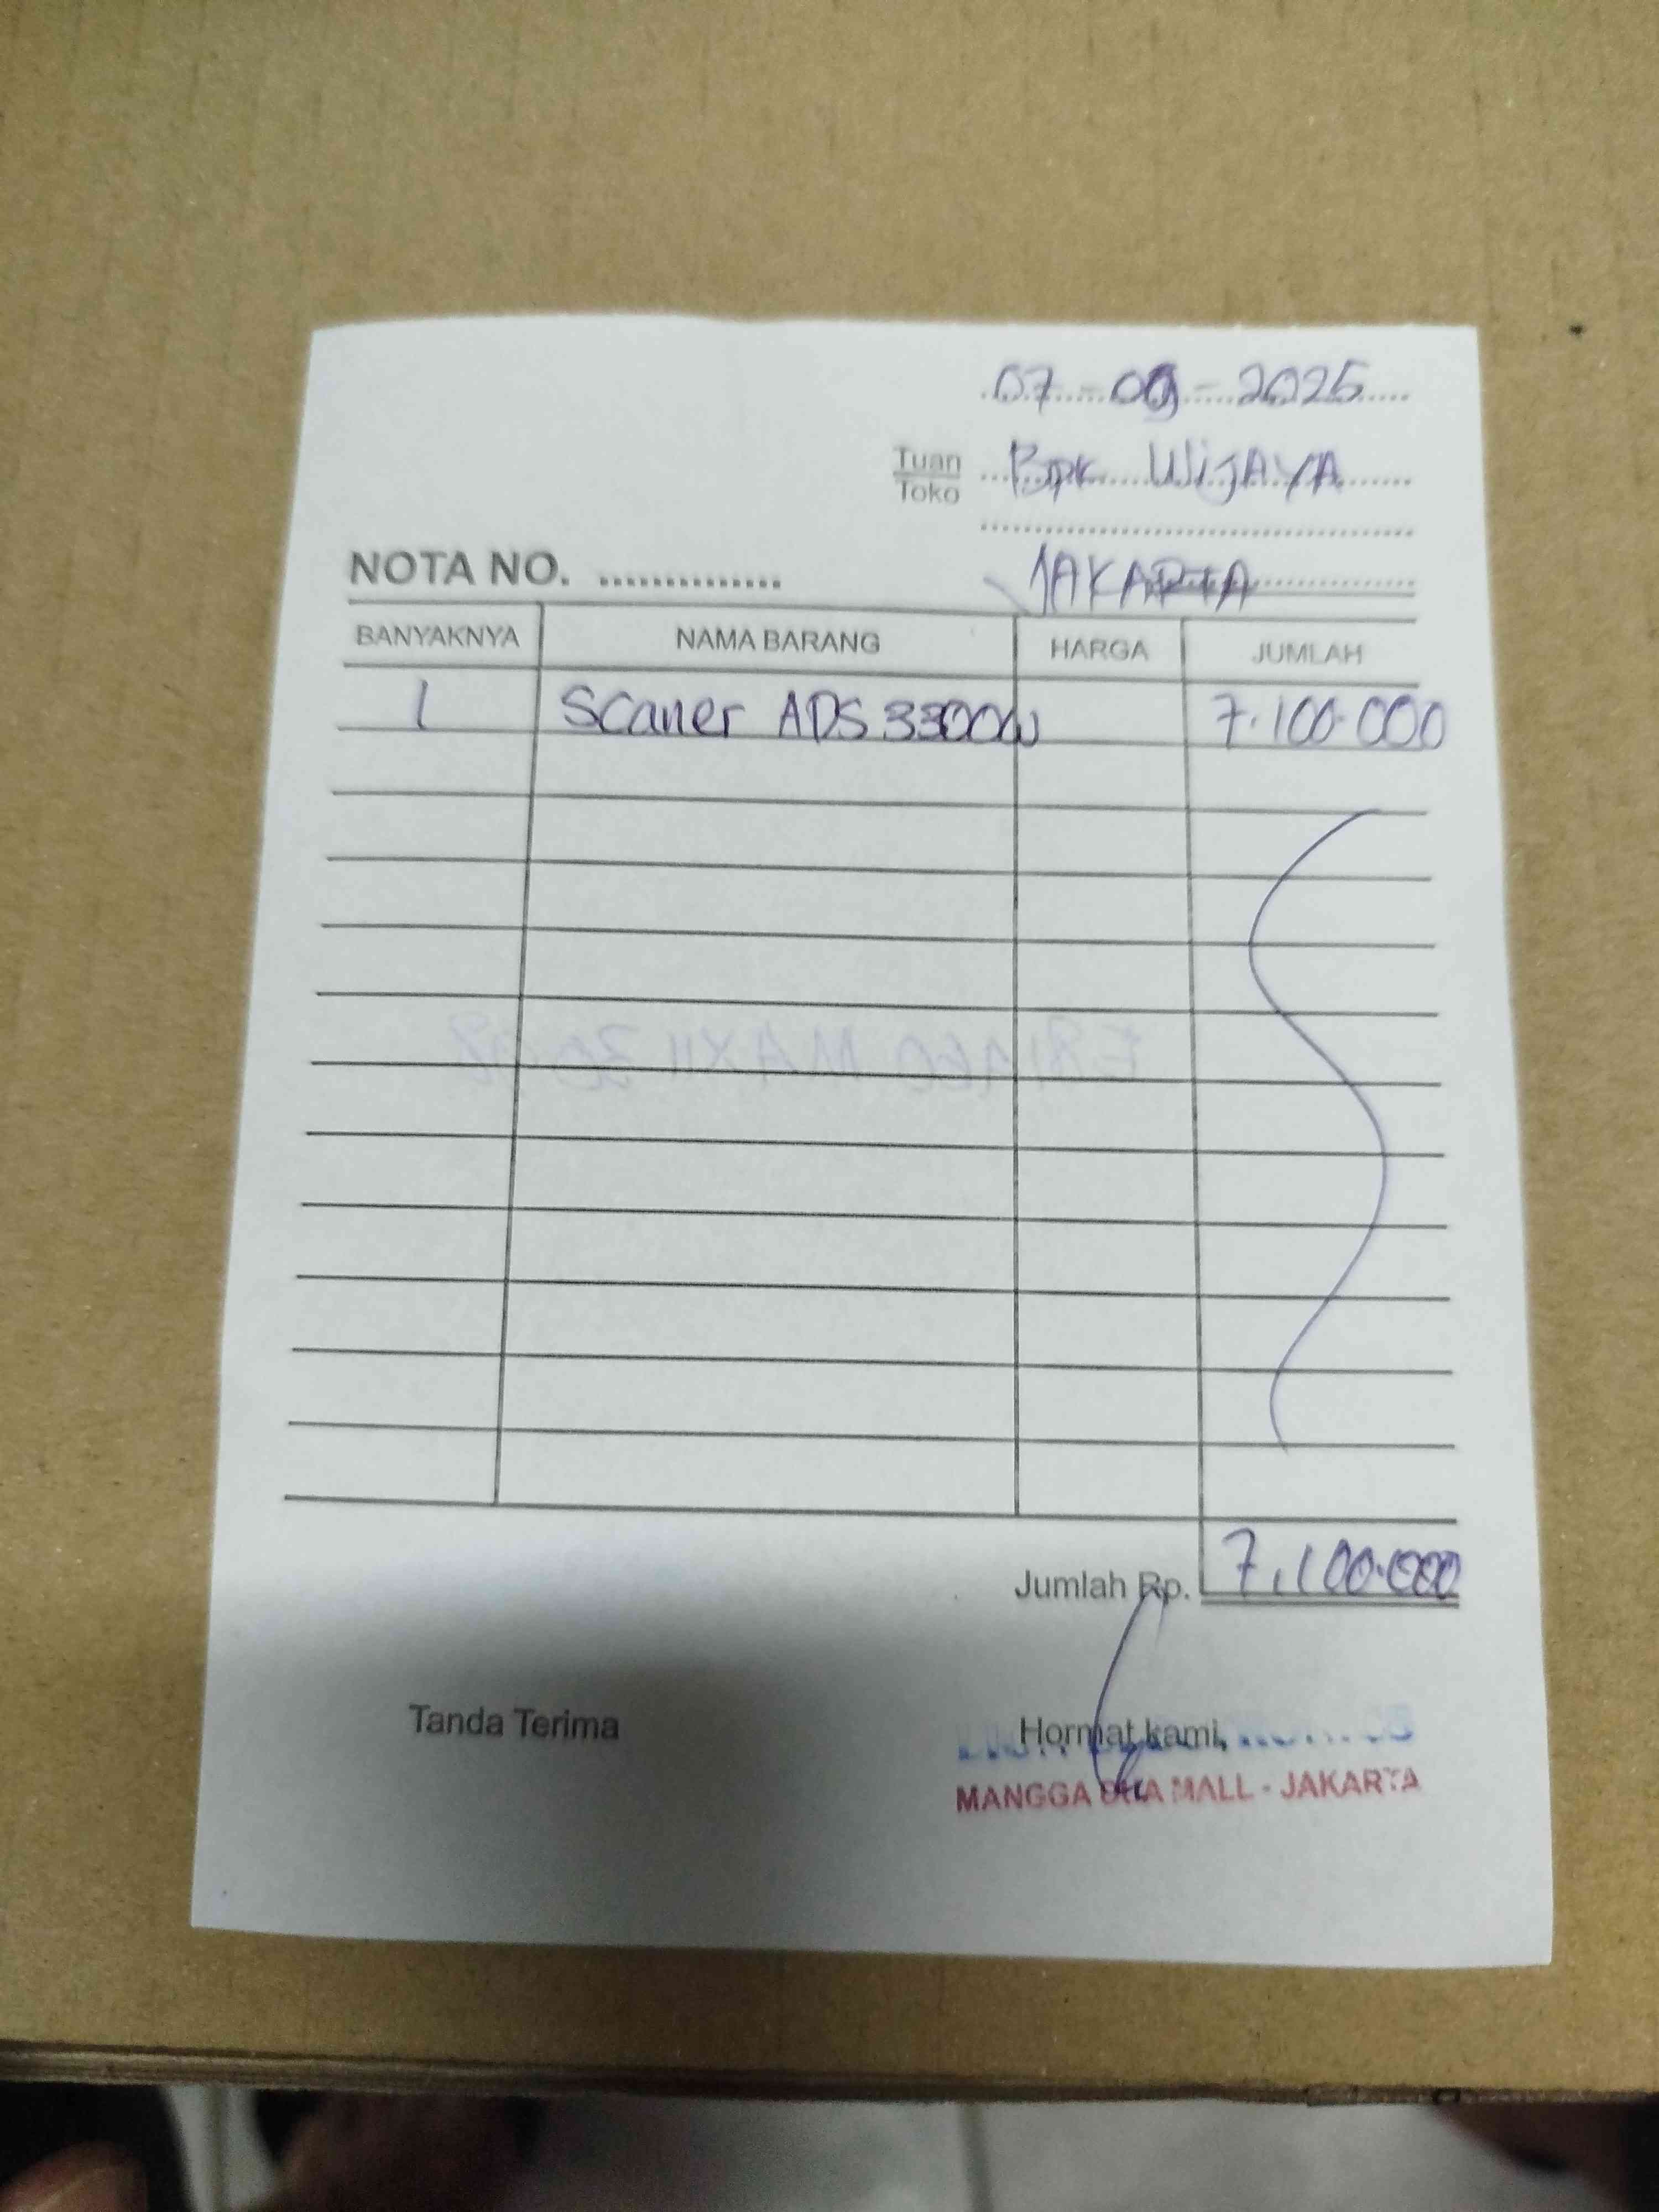 07-09-2025
Tuan Bpk WIJAYA
Toko
NOTA NO. .............. JAKARTA
BANYAKNYA NAMA BARANG HARGA JUMLAH
1 Scaner ADS 3300W 7.100.000
Jumlah Rp. 7.100.000
Tanda Terima Hormat kami,
MANGGA DUA MALL - JAKARTA